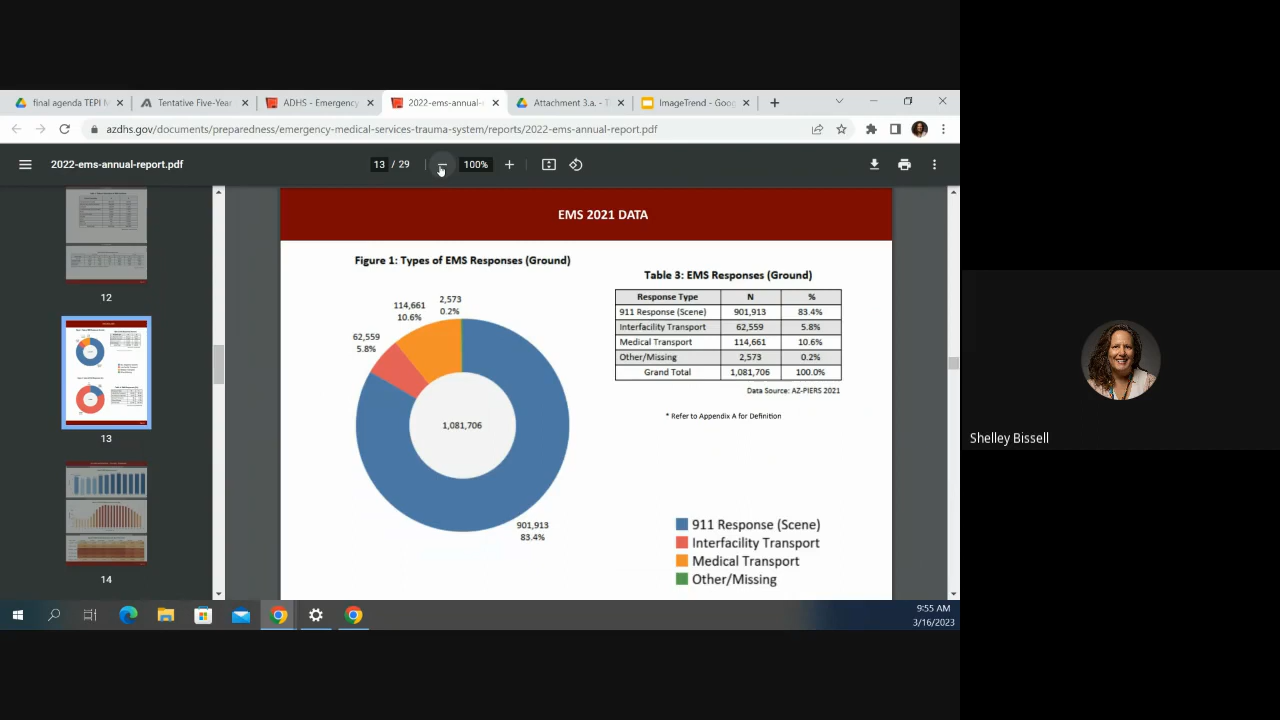 final agenda TEPI M
Tentative Five-Year
ADHS - Emergency
2022-ems-annual-
Attachment 3.a. - T
ImageTrend - Goo
azdhs.gov/documents/preparedness/emergency-medical-services-trauma-system/reports/2022-ems-annual-report.pdf
2022-ems-annual-report.pdf
13 / 29
100%
12
13
14
EMS 2021 DATA
Figure 1: Types of EMS Responses (Ground)
2,573
0.2%
114,661
10.6%
62,559
5.8%
1,081,706
901,913
83.4%
Table 3: EMS Responses (Ground)
Response Type N %
911 Response (Scene) 901,913 83.4%
Interfacility Transport 62,559 5.8%
Medical Transport 114,661 10.6%
Other/Missing 2,573 0.2%
Grand Total 1,081,706 100.0%
Data Source: AZ-PIERS 2021
* Refer to Appendix A for Definition
911 Response (Scene)
Interfacility Transport
Medical Transport
Other/Missing
9:55 AM
3/16/2023
Shelley Bissell